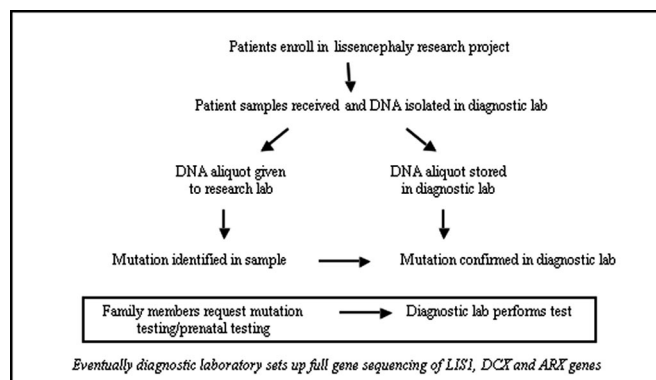 Patients enroll in lissencephaly research project
Patient samples received and DNA isolated in diagnostic lab
DNA aliquot given
to research lab
DNA aliquot stored
in diagnostic lab
Mutation identified in sample
Mutation confirmed in diagnostic lab
Family members request mutation
testing/prenatal testing
Diagnostic lab performs test
Eventually diagnostic laboratory sets up full gene sequencing of LIS1, DCX and ARX genes